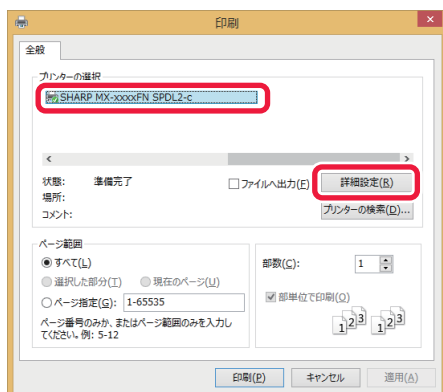 印刷
全般
プリンターの選択
SHARP MX-xxxxFN SPDL2-c
状態: 準備完了
場所:
コメント:
ファイルへ出力(F)
詳細設定(R)
プリンターの検索(D)...
ページ範囲
すべて(L)
選択した部分(T) 現在のページ(U)
ページ指定(G): 1-65535
ページ番号のみか、またはページ範囲のみを入力し
てください。例: 5-12
部数(C): 1
部単位で印刷(O)
1 2 3 1 2 3
印刷(P) キャンセル 適用(A)